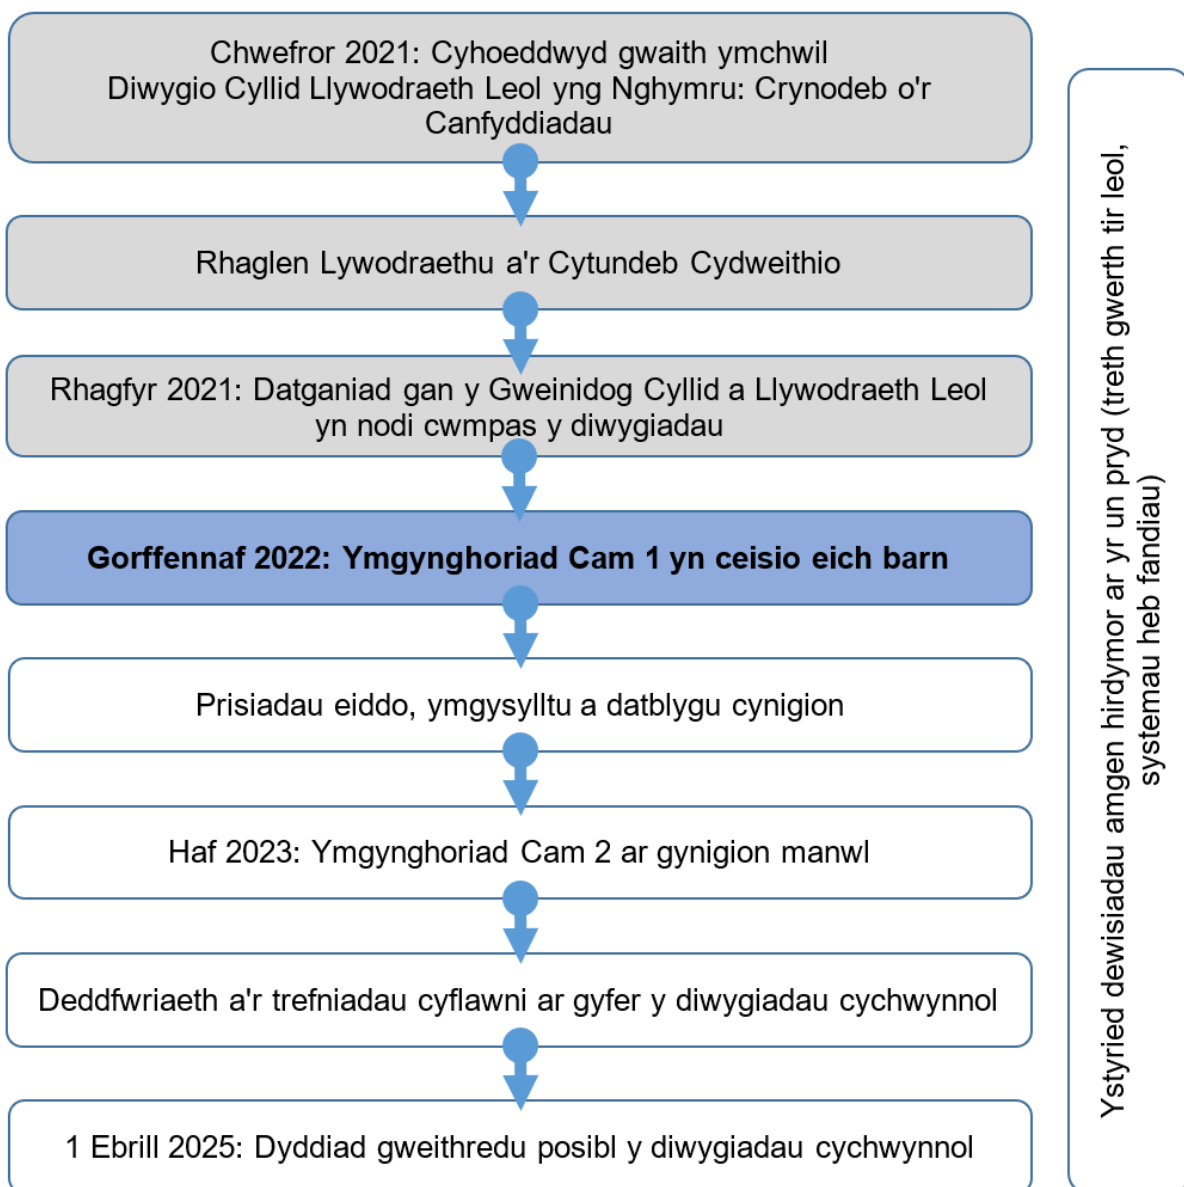 Chwefror 2021: Cyhoeddwyd gwaith ymchwil
Diwygio Cyllid Llywodraeth Leol yng Nghymru: Crynodeb o'r
Canfyddiadau
Rhaglen Lywodraethu a'r Cytundeb Cydweithio
Rhagfyr 2021: Datganiad gan y Gweinidog Cyllid a Llywodraeth Leol
yn nodi cwmpas y diwygiadau
Gorffennaf 2022: Ymgynghoriad Cam 1 yn ceisio eich barn
Prisiadau eiddo, ymgysylltu a datblygu cynigion
Haf 2023: Ymgynghoriad Cam 2 ar gynigion manwl
Deddfwriaeth a'r trefniadau cyflawni ar gyfer y diwygiadau cychwynnol
1 Ebrill 2025: Dyddiad gweithredu posibl y diwygiadau cychwynnol
Ystyried dewisiadau amgen hirdymor ar yr un pryd (treth gwerth tir leol,
systemau heb fandiau)